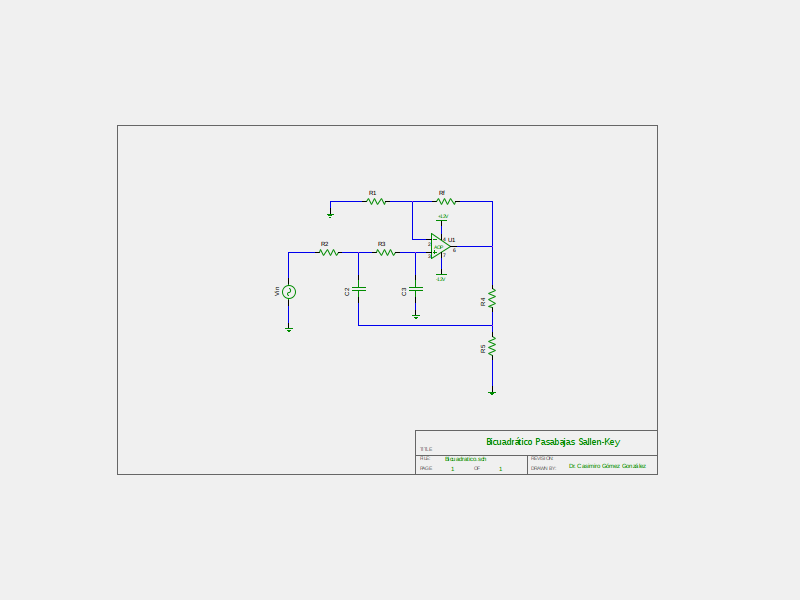 R1
Rf
+12V
R2
R3
2
4
U1
AOP
6
3
7
-12V
Vin
C2
C3
R4
R5
Bicuadrático Pasabajas Sallen-Key
TITLE
FILE: Bicuadratico.sch REVISION:
PAGE 1 OF 1 DRAWN BY: Dr. Casimiro Gómez González